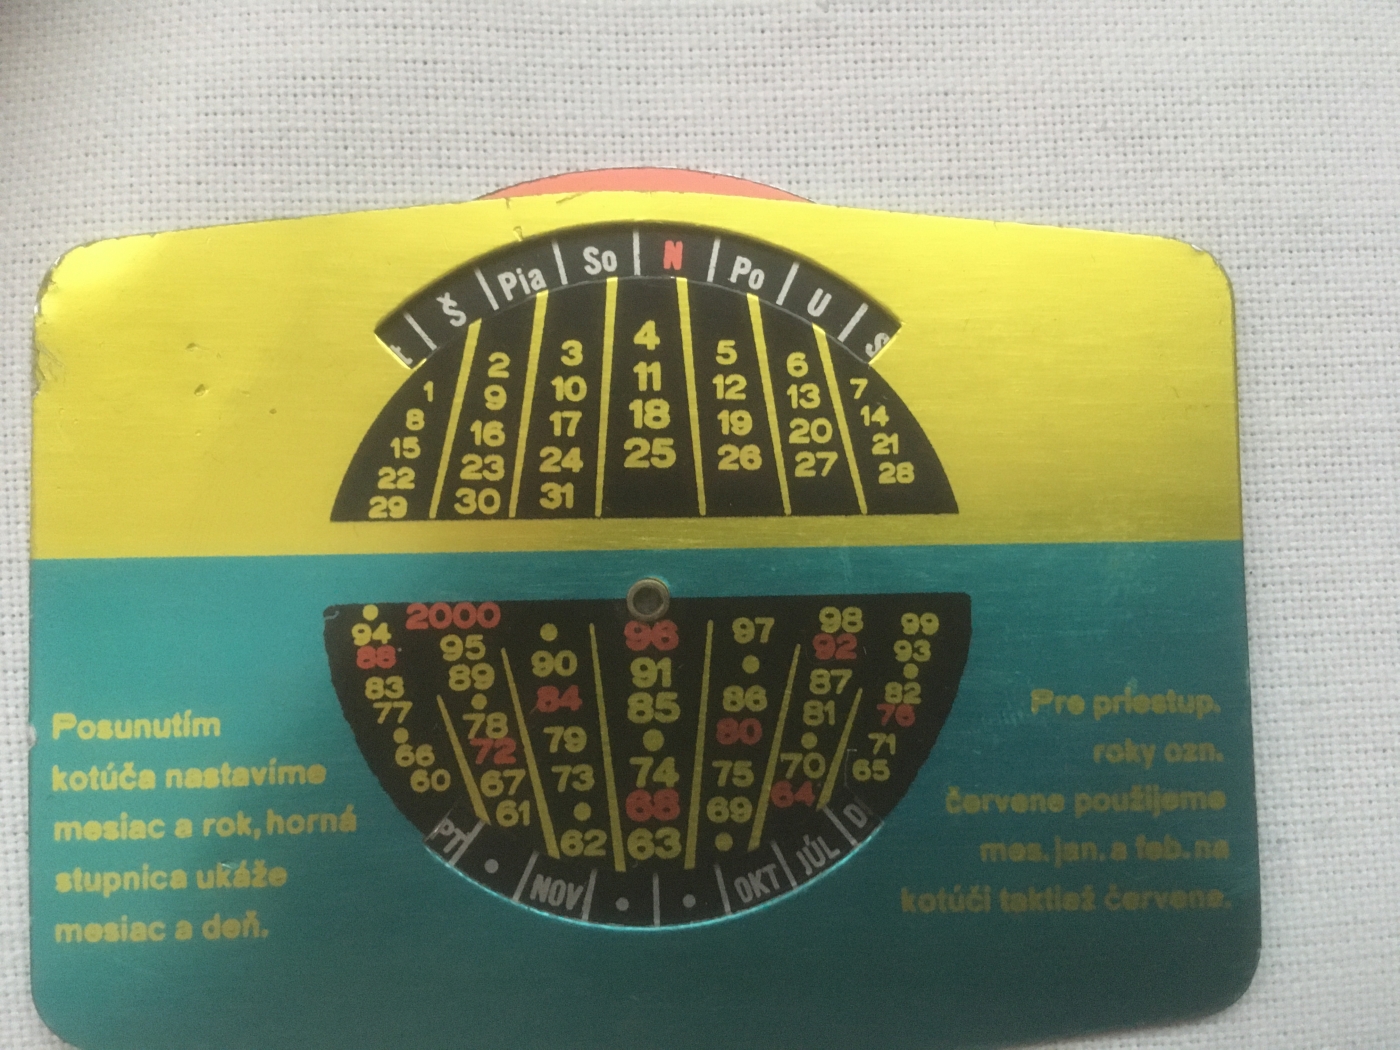 Š Pia So N Po U S
1 2 3 4 5 6 7
8 9 10 11 12 13 14
15 16 17 18 19 20 21
22 23 24 25 26 27 28
29 30 31
• 2000 • 96 97 98 99
94 95 90 91 • 92 93
88 89 84 85 86 87 •
83 • 79 • 80 81 82
77 78 73 74 75 • 76
• 72 • 68 69 70 71
66 67 62 63 • 64 65
60 61
PT • NOV • • OKT JÚL D
Posunutím
kotúča nastavíme
mesiac a rok, horná
stupnica ukáže
mesiac a deň.
Pre priestup.
roky ozn.
červene použijeme
mes. jan. a feb. na
kotúči taktiež červene.